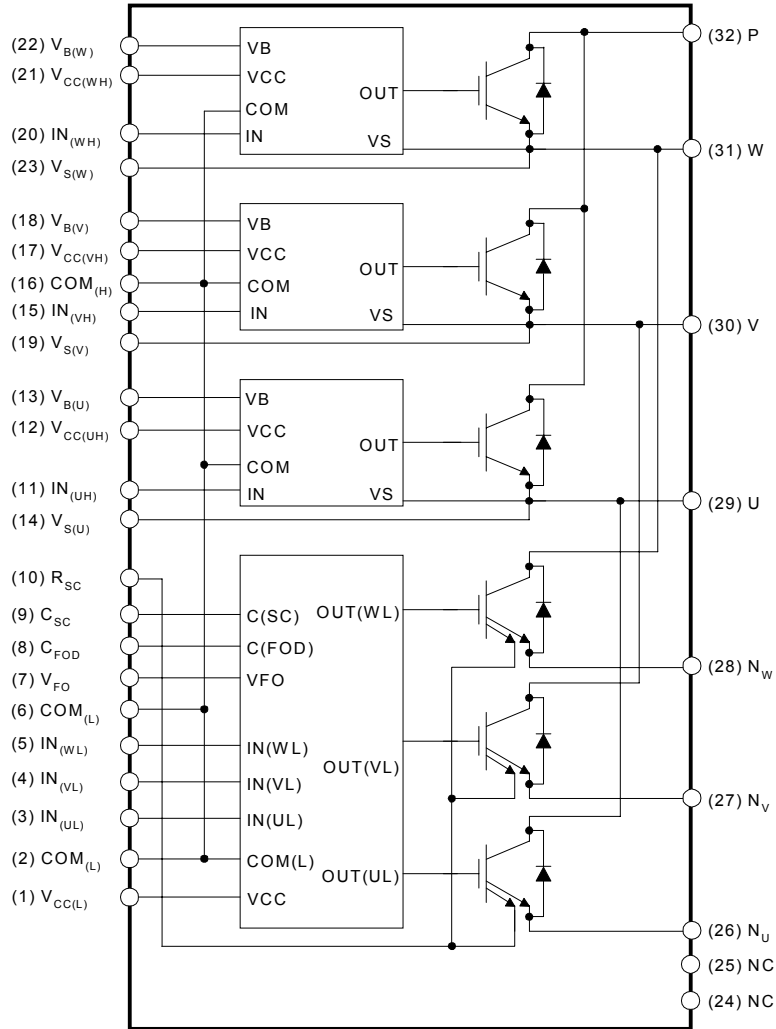 (22) V_B(W)
(21) V_CC(WH)
(20) IN_(WH)
(23) V_S(W)
VB
VCC
COM
IN
OUT
VS
(32) P
(31) W
(18) V_B(V)
(17) V_CC(VH)
(16) COM_(H)
(15) IN_(VH)
(19) V_S(V)
VB
VCC
COM
IN
OUT
VS
(30) V
(13) V_B(U)
(12) V_CC(UH)
(11) IN_(UH)
(14) V_S(U)
VB
VCC
COM
IN
OUT
VS
(29) U
(10) R_SC
(9) C_SC
(8) C_FOD
(7) V_FO
(6) COM_(L)
(5) IN_(WL)
(4) IN_(VL)
(3) IN_(UL)
(2) COM_(L)
(1) V_CC(L)
C(SC)
C(FOD)
VFO
IN(WL)
IN(VL)
IN(UL)
COM(L)
VCC
OUT(WL)
OUT(VL)
OUT(UL)
(28) N_W
(27) N_V
(26) N_U
(25) NC
(24) NC